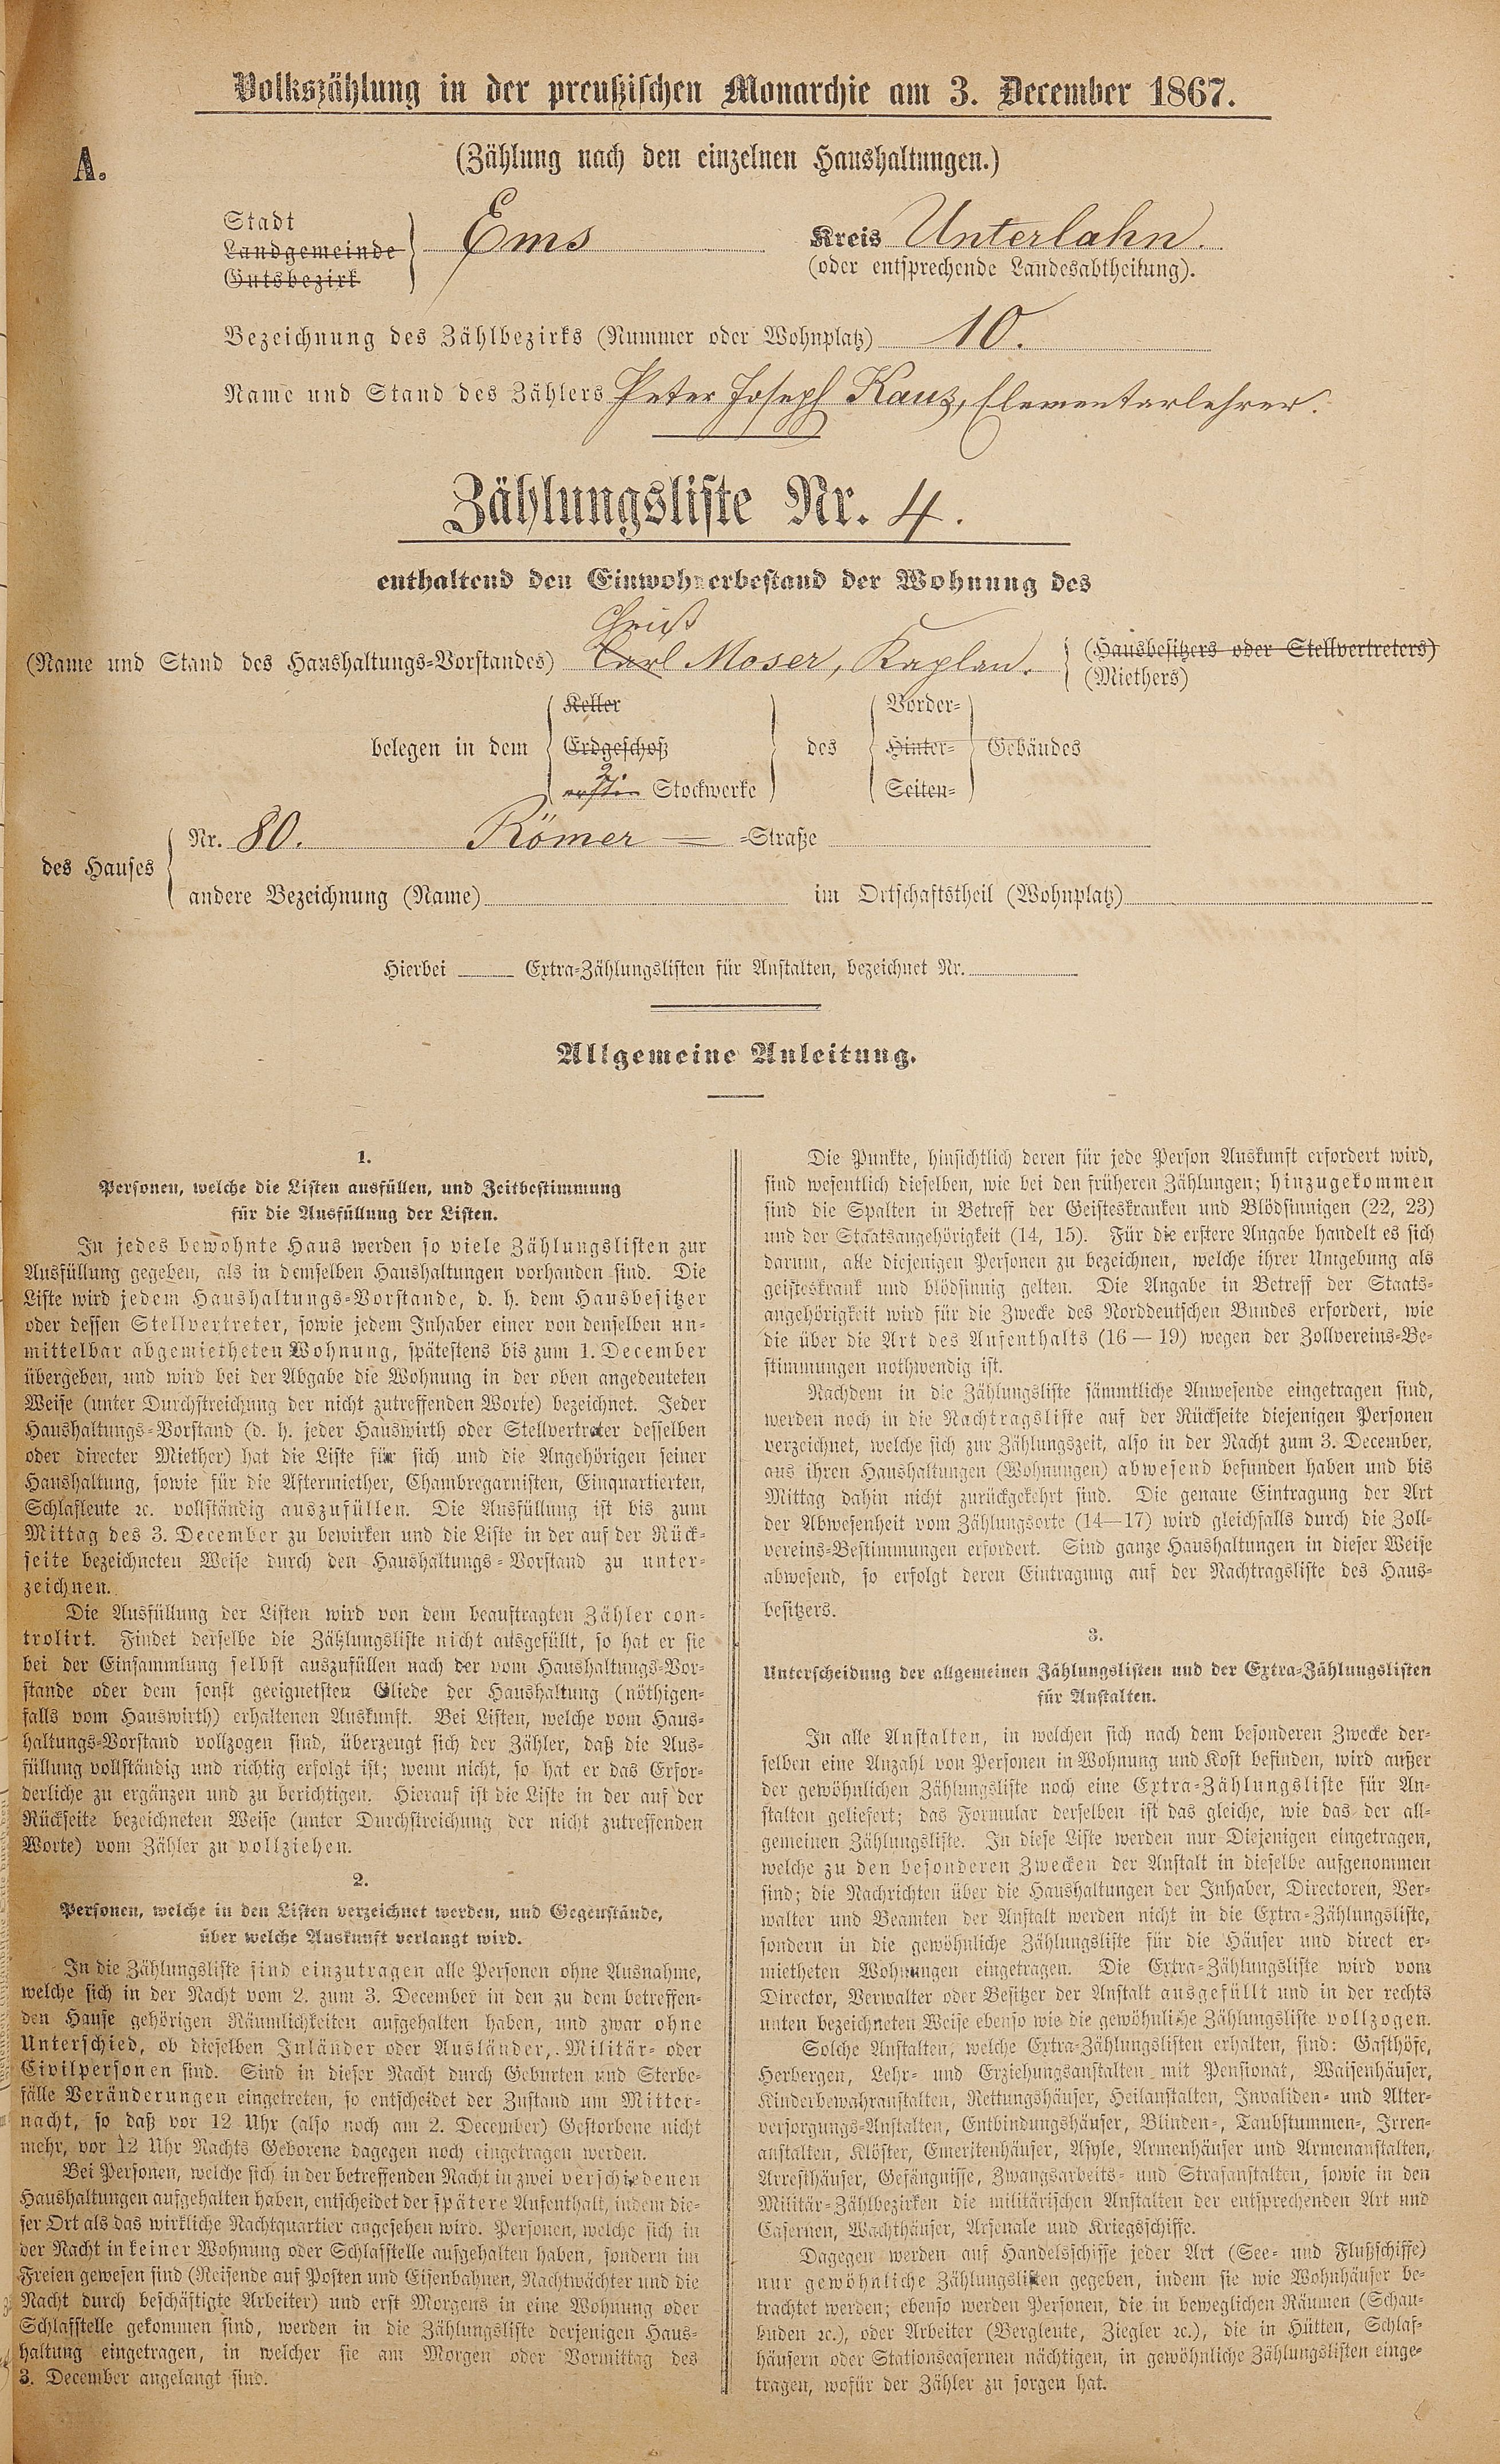 Volkszählung in der preußischen Monarchie am 3. December 1867.
A.
(Zählung nach den einzelnen Haushaltungen.)
Stadt
Landgemeinde
Gutsbezirk
Ems
Kreis Unterlahn.
(oder entsprechende Landesabtheilung).
Bezeichnung des Zählbezirks (Nummer oder Wohnplatz) 10.
Name und Stand des Zählers Peter Joseph Kauz, Elementarlehrer.
Zählungsliste Nr. 4.
enthaltend den Einwohnerbestand der Wohnung des
Christ
(Name und Stand des Haushaltungs-Vorstandes) Carl Moser, Kaplan.
(Hausbesitzers oder Stellvertreters)
(Miethers)
Keller
Vorder-
belegen in dem Erdgeschoß des Hinter- Gebäudes
2
ersten Stockwerke
Seiten-
des Hauses
Nr. 80. Römer -Straße
andere Bezeichnung (Name) im Ortschaftstheil (Wohnplatz)
Hierbei Extra-Zählungslisten für Anstalten, bezeichnet Nr.
Allgemeine Anleitung.
1.
Personen, welche die Listen ausfüllen, und Zeitbestimmung
für die Ausfüllung der Listen.
In jedes bewohnte Haus werden so viele Zählungslisten zur
Ausfüllung gegeben, als in demselben Haushaltungen vorhanden sind. Die
Liste wird jedem Haushaltungs-Vorstande, d. h. dem Hausbesitzer
oder dessen Stellvertreter, sowie jedem Inhaber einer von denselben un-
mittelbar abgemietheten Wohnung, spätestens bis zum 1. December
übergeben, und wird bei der Abgabe die Wohnung in der oben angedeuteten
Weise (unter Durchstreichung der nicht zutreffenden Worte) bezeichnet. Jeder
Haushaltungs-Vorstand (d. h. jeder Hauswirth oder Stellvertreter desselben
oder directer Miether) hat die Liste für sich und die Angehörigen seiner
Haushaltung, sowie für die Aftermiether, Chambregarnisten, Einquartierten,
Schlafleute ꝛc. vollständig auszufüllen. Die Ausfüllung ist bis zum
Mittag des 3. December zu bewirken und die Liste in der auf der Rück-
seite bezeichneten Weise durch den Haushaltungs-Vorstand zu unter-
zeichnen.
Die Ausfüllung der Listen wird von dem beauftragten Zähler con-
trolirt. Findet derselbe die Zählungsliste nicht ausgefüllt, so hat er sie
bei der Einsammlung selbst auszufüllen nach der vom Haushaltungs-Vor-
stande oder dem sonst geeignetsten Gliede der Haushaltung (nöthigen-
falls vom Hauswirth) erhaltenen Auskunft. Bei Listen, welche vom Haus-
haltungs-Vorstand vollzogen sind, überzeugt sich der Zähler, daß die Aus-
füllung vollständig und richtig erfolgt ist; wenn nicht, so hat er das Erfor-
derliche zu ergänzen und zu berichtigen. Hierauf ist die Liste in der auf der
Rückseite bezeichneten Weise (unter Durchstreichung der nicht zutreffenden
Worte) vom Zähler zu vollziehen.
2.
Personen, welche in den Listen verzeichnet werden, und Gegenstände,
über welche Auskunft verlangt wird.
In die Zählungsliste sind einzutragen alle Personen ohne Ausnahme,
welche sich in der Nacht vom 2. zum 3. December in den zu dem betreffen-
den Hause gehörigen Räumlichkeiten aufgehalten haben, und zwar ohne
Unterschied, ob dieselben Inländer oder Ausländer, Militär- oder
Civilpersonen sind. Sind in dieser Nacht durch Geburten und Sterbe-
fälle Veränderungen eingetreten, so entscheidet der Zustand um Mitter-
nacht, so daß vor 12 Uhr (also noch am 2. December) Gestorbene nicht
mehr, vor 12 Uhr Nachts Geborene dagegen noch eingetragen werden.
Bei Personen, welche sich in der betreffenden Nacht in zwei verschiedenen
Haushaltungen aufgehalten haben, entscheidet der spätere Aufenthalt, indem die-
ser Ort als das wirkliche Nachtquartier angesehen wird. Personen, welche sich in
der Nacht in keiner Wohnung oder Schlafstelle aufgehalten haben, sondern im
Freien gewesen sind (Reisende auf Posten und Eisenbahnen, Nachtwächter und die
Nacht durch beschäftigte Arbeiter) und erst Morgens in eine Wohnung oder
Schlafstelle gekommen sind, werden in die Zählungsliste derjenigen Haus-
haltung eingetragen, in welcher sie am Morgen oder Vormittag des
3. December angelangt sind.
Die Punkte, hinsichtlich deren für jede Person Auskunft erfordert wird,
sind wesentlich dieselben, wie bei den früheren Zählungen; hinzugekommen
sind die Spalten in Betreff der Geisteskranken und Blödsinnigen (22, 23)
und der Staatsangehörigkeit (14, 15). Für die erstere Angabe handelt es sich
darum, alle diejenigen Personen zu bezeichnen, welche ihrer Umgebung als
geisteskrank und blödsinnig gelten. Die Angabe in Betreff der Staats-
angehörigkeit wird für die Zwecke des Norddeutschen Bundes erfordert, wie
die über die Art des Aufenthalts (16 — 19) wegen der Zollvereins-Be-
stimmungen nothwendig ist.
Nachdem in die Zählungsliste sämmtliche Anwesende eingetragen sind,
werden noch in die Nachtragsliste auf der Rückseite diejenigen Personen
verzeichnet, welche sich zur Zählungszeit, also in der Nacht zum 3. December,
aus ihren Haushaltungen (Wohnungen) abwesend befunden haben und bis
Mittag dahin nicht zurückgekehrt sind. Die genaue Eintragung der Art
der Abwesenheit vom Zählungsorte (14—17) wird gleichfalls durch die Zoll-
vereins-Bestimmungen erfordert. Sind ganze Haushaltungen in dieser Weise
abwesend, so erfolgt deren Eintragung auf der Nachtragsliste des Haus-
besitzers.
3.
Unterscheidung der allgemeinen Zählungslisten und der Extra-Zählungslisten
für Anstalten.
In alle Anstalten, in welchen sich nach dem besonderen Zwecke der-
selben eine Anzahl von Personen in Wohnung und Kost befinden, wird außer
der gewöhnlichen Zählungsliste noch eine Extra-Zählungsliste für An-
stalten geliefert; das Formular derselben ist das gleiche, wie das der all-
gemeinen Zählungsliste. In diese Liste werden nur Diejenigen eingetragen,
welche zu den besonderen Zwecken der Anstalt in dieselbe aufgenommen
sind; die Nachrichten über die Haushaltungen der Inhaber, Directoren, Ver-
walter und Beamten der Anstalt werden nicht in die Extra-Zählungsliste,
sondern in die gewöhnliche Zählungsliste für die Häuser und direct er-
mietheten Wohnungen eingetragen. Die Extra-Zählungsliste wird vom
Director, Verwalter oder Besitzer der Anstalt ausgefüllt und in der rechts
unten bezeichneten Weise ebenso wie die gewöhnliche Zählungsliste vollzogen.
Solche Anstalten, welche Extra-Zählungslisten erhalten, sind: Gasthöfe,
Herbergen, Lehr- und Erziehungsanstalten mit Pensionat, Waisenhäuser,
Kinderbewahranstalten, Rettungshäuser, Heilanstalten, Invaliden- und Alter-
versorgungs-Anstalten, Entbindungshäuser, Blinden-, Taubstummen-, Irren-
anstalten, Klöster, Emeritenhäuser, Asyle, Armenhäuser und Armenanstalten,
Arresthäuser, Gefängnisse, Zwangsarbeits- und Strafanstalten, sowie in den
Militär-Zählbezirken die militärischen Anstalten der entsprechenden Art und
Casernen, Wachthäuser, Arsenale und Kriegsschiffe.
Dagegen werden auf Handelsschiffe jeder Art (See- und Flußschiffe)
nur gewöhnliche Zählungslisten gegeben, indem sie wie Wohnhäuser be-
trachtet werden; ebenso werden Personen, die in beweglichen Räumen (Schau-
buden ꝛc.), oder Arbeiter (Bergleute, Ziegler ꝛc.), die in Hütten, Schlaf-
häusern oder Stationscasernen nächtigen, in gewöhnliche Zählungslisten einge-
tragen, wofür der Zähler zu sorgen hat.